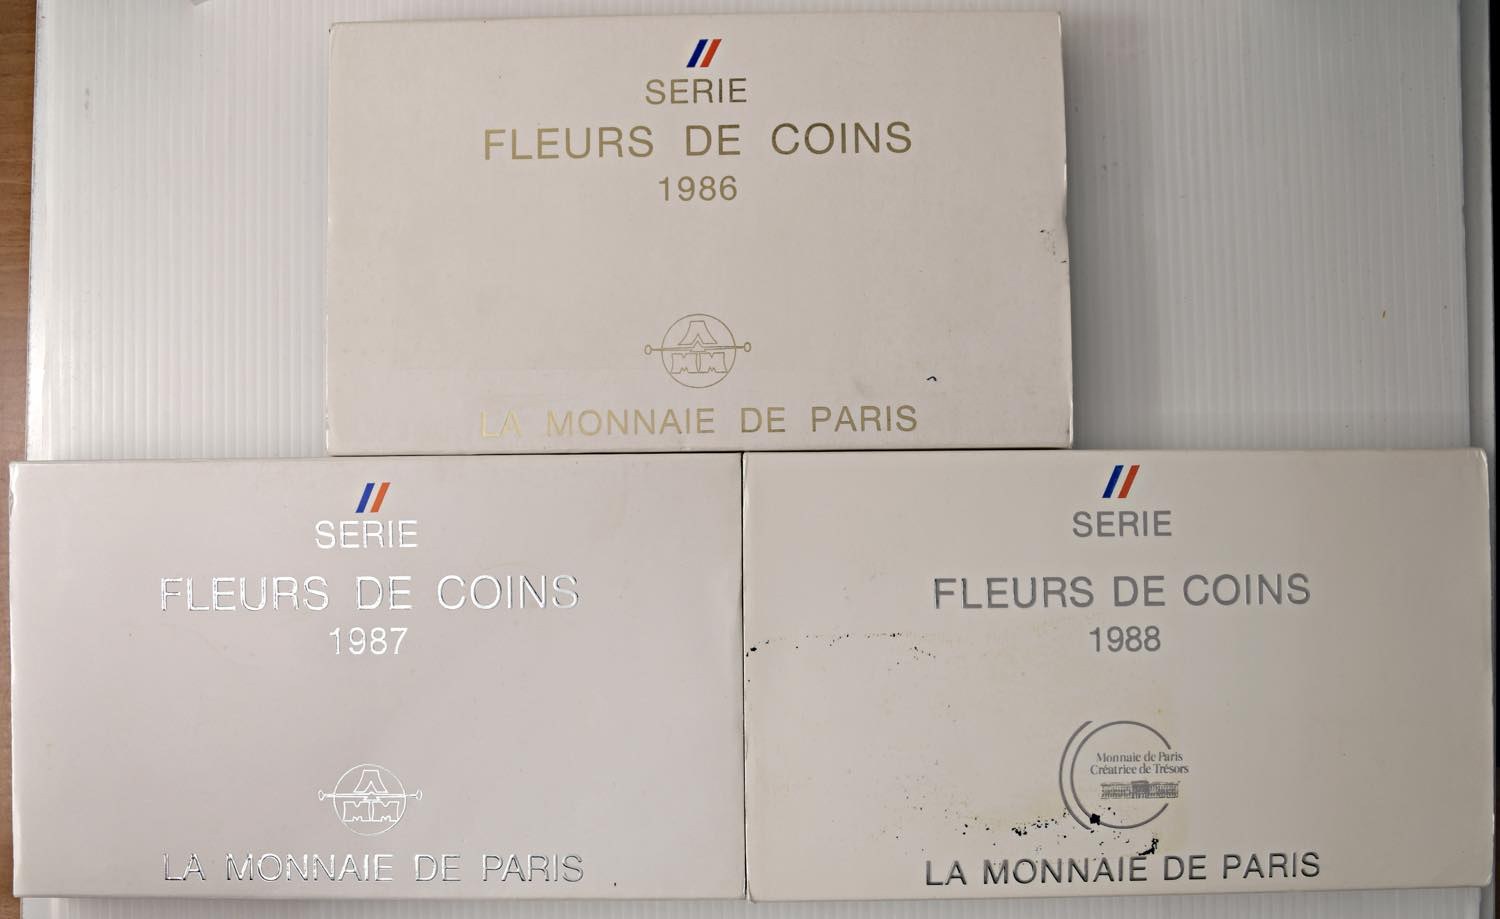 SERIE
FLEURS DE COINS
1986
LA MONNAIE DE PARIS
SERIE
FLEURS DE COINS
1987
LA MONNAIE DE PARIS
SERIE
FLEURS DE COINS
1988
Monnaie de Paris
Créatrice de Trésors
LA MONNAIE DE PARIS